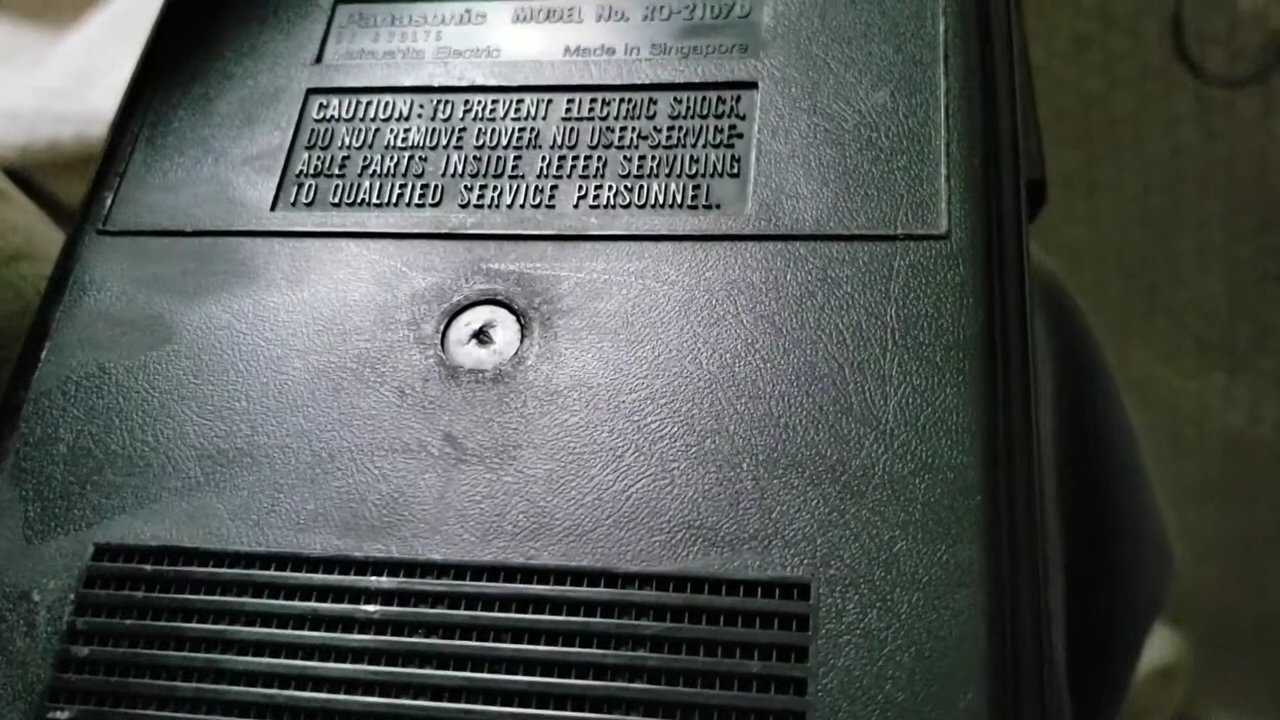 Panasonic MODEL No. RQ-2107D
Matsushita Electric Made in Singapore
CAUTION: TO PREVENT ELECTRIC SHOCK,
DO NOT REMOVE COVER. NO USER-SERVICE-
ABLE PARTS INSIDE. REFER SERVICING
TO QUALIFIED SERVICE PERSONNEL.